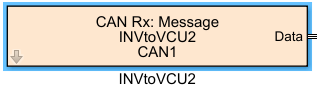 CAN Rx: Message
INVtoVCU2
CAN1
Data
INVtoVCU2